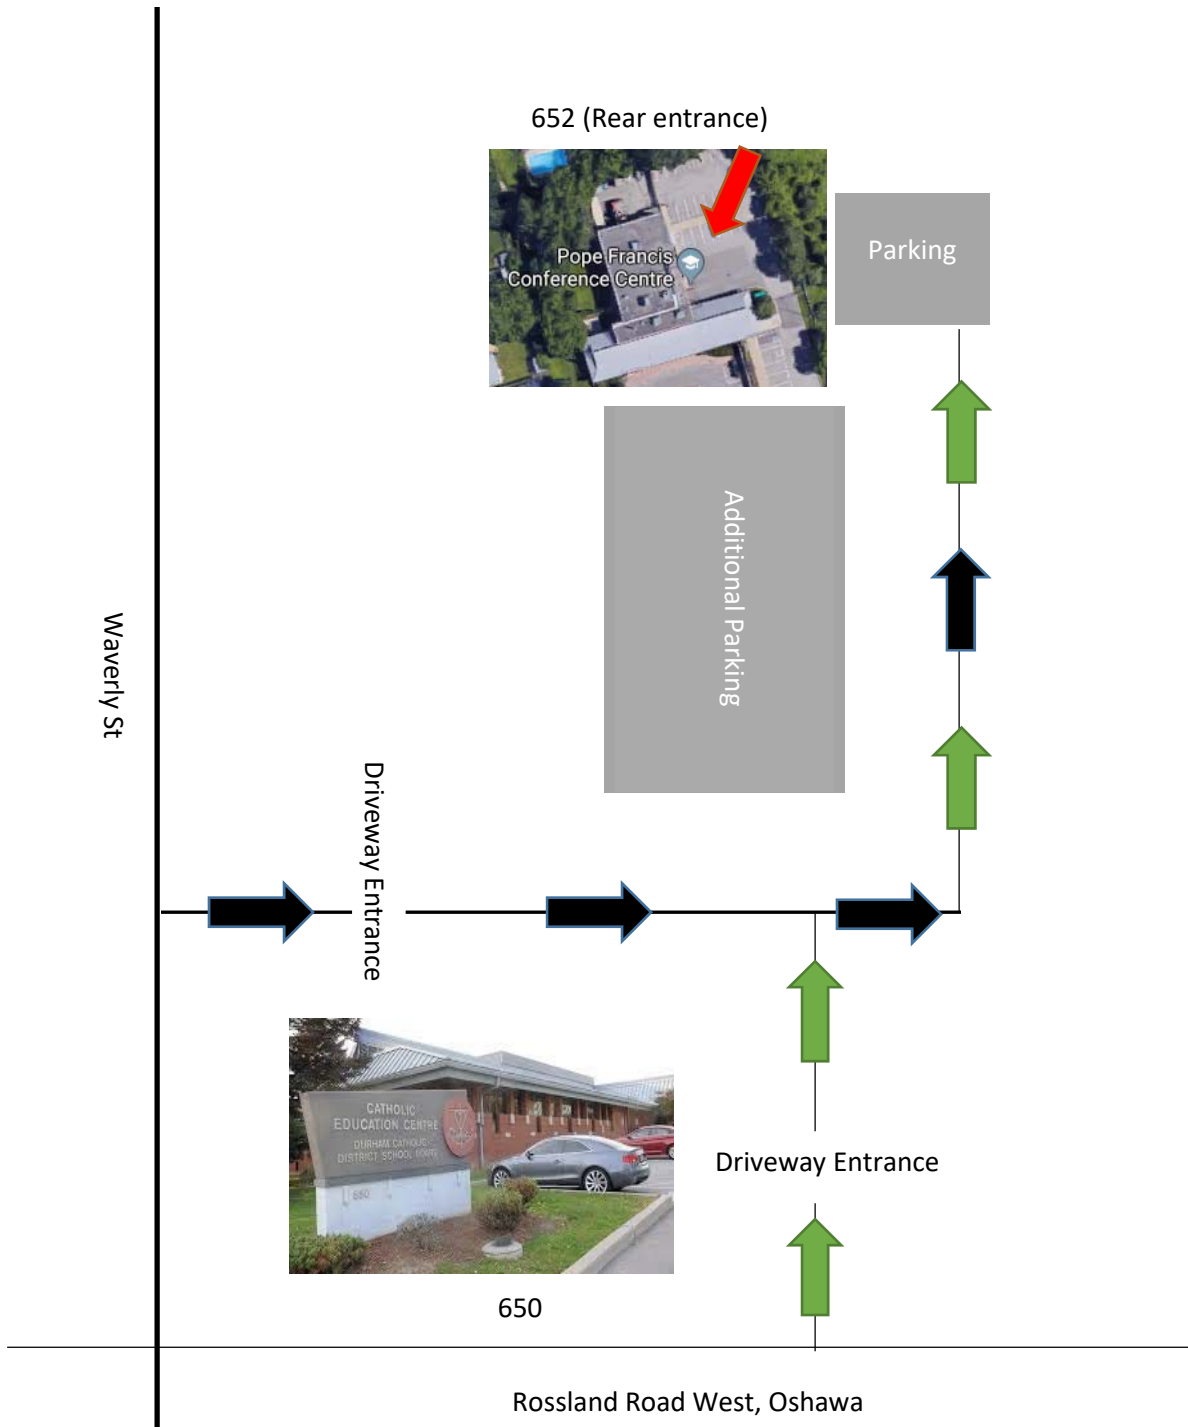 652 (Rear entrance)
Pope Francis
Conference Centre
Parking
Additional Parking
Waverly St
Driveway Entrance
CATHOLIC
EDUCATION CENTRE
DURHAM CATHOLIC
DISTRICT SCHOOL BOARD
650
Driveway Entrance
650
Rossland Road West, Oshawa